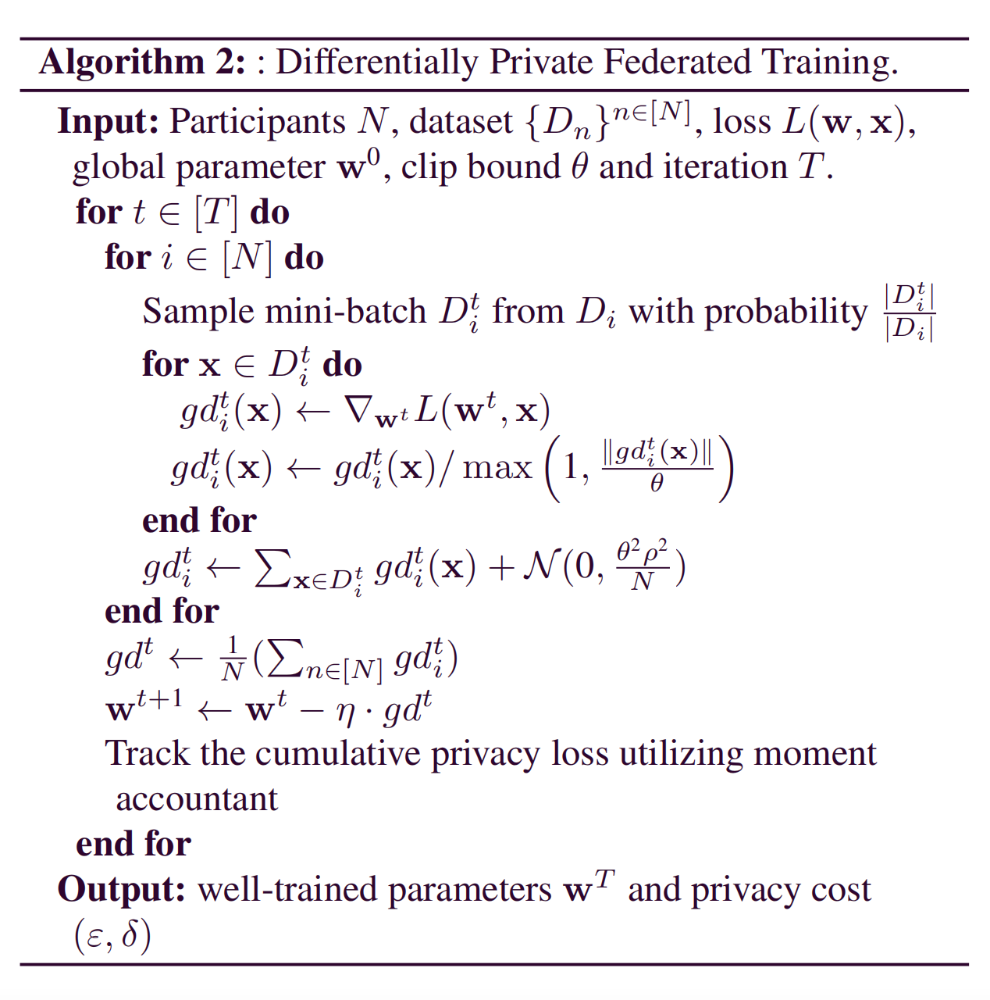 Algorithm 2: : Differentially Private Federated Training.
Input: Participants $N$, dataset $\{D_n\}^{n\in[N]}$, loss $L(\mathbf{w}, \mathbf{x})$,
global parameter $\mathbf{w}^0$, clip bound $\theta$ and iteration $T$.
for $t \in [T]$ do
for $i \in [N]$ do
Sample mini-batch $D_i^t$ from $D_i$ with probability $\frac{|D_i^t|}{|D_i|}$
for $\mathbf{x} \in D_i^t$ do
$gd_i^t(\mathbf{x}) \leftarrow \nabla_{\mathbf{w}^t} L(\mathbf{w}^t, \mathbf{x})$
$gd_i^t(\mathbf{x}) \leftarrow gd_i^t(\mathbf{x}) / \max\left(1, \frac{\|gd_i^t(\mathbf{x})\|}{\theta}\right)$
end for
$gd_i^t \leftarrow \sum_{\mathbf{x}\in D_i^t} gd_i^t(\mathbf{x}) + \mathcal{N}(0, \frac{\theta^2\rho^2}{N})$
end for
$gd^t \leftarrow \frac{1}{N}(\sum_{n\in[N]} gd_i^t)$
$\mathbf{w}^{t+1} \leftarrow \mathbf{w}^t - \eta \cdot gd^t$
Track the cumulative privacy loss utilizing moment
accountant
end for
Output: well-trained parameters $\mathbf{w}^T$ and privacy cost
$(\varepsilon, \delta)$